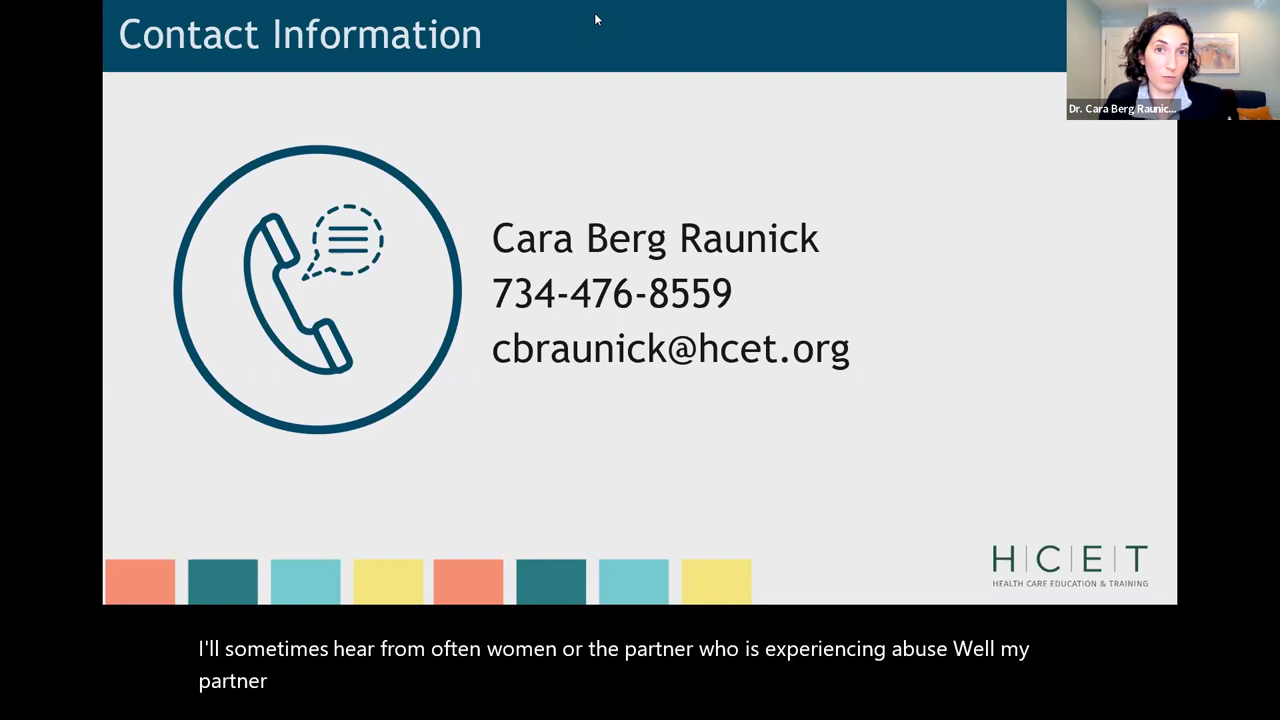 Contact Information
Dr. Cara Berg Raunic...
Cara Berg Raunick
734-476-8559
cbraunick@hcet.org
H|C|E|T
HEALTH CARE EDUCATION & TRAINING
I'll sometimes hear from often women or the partner who is experiencing abuse Well my
partner